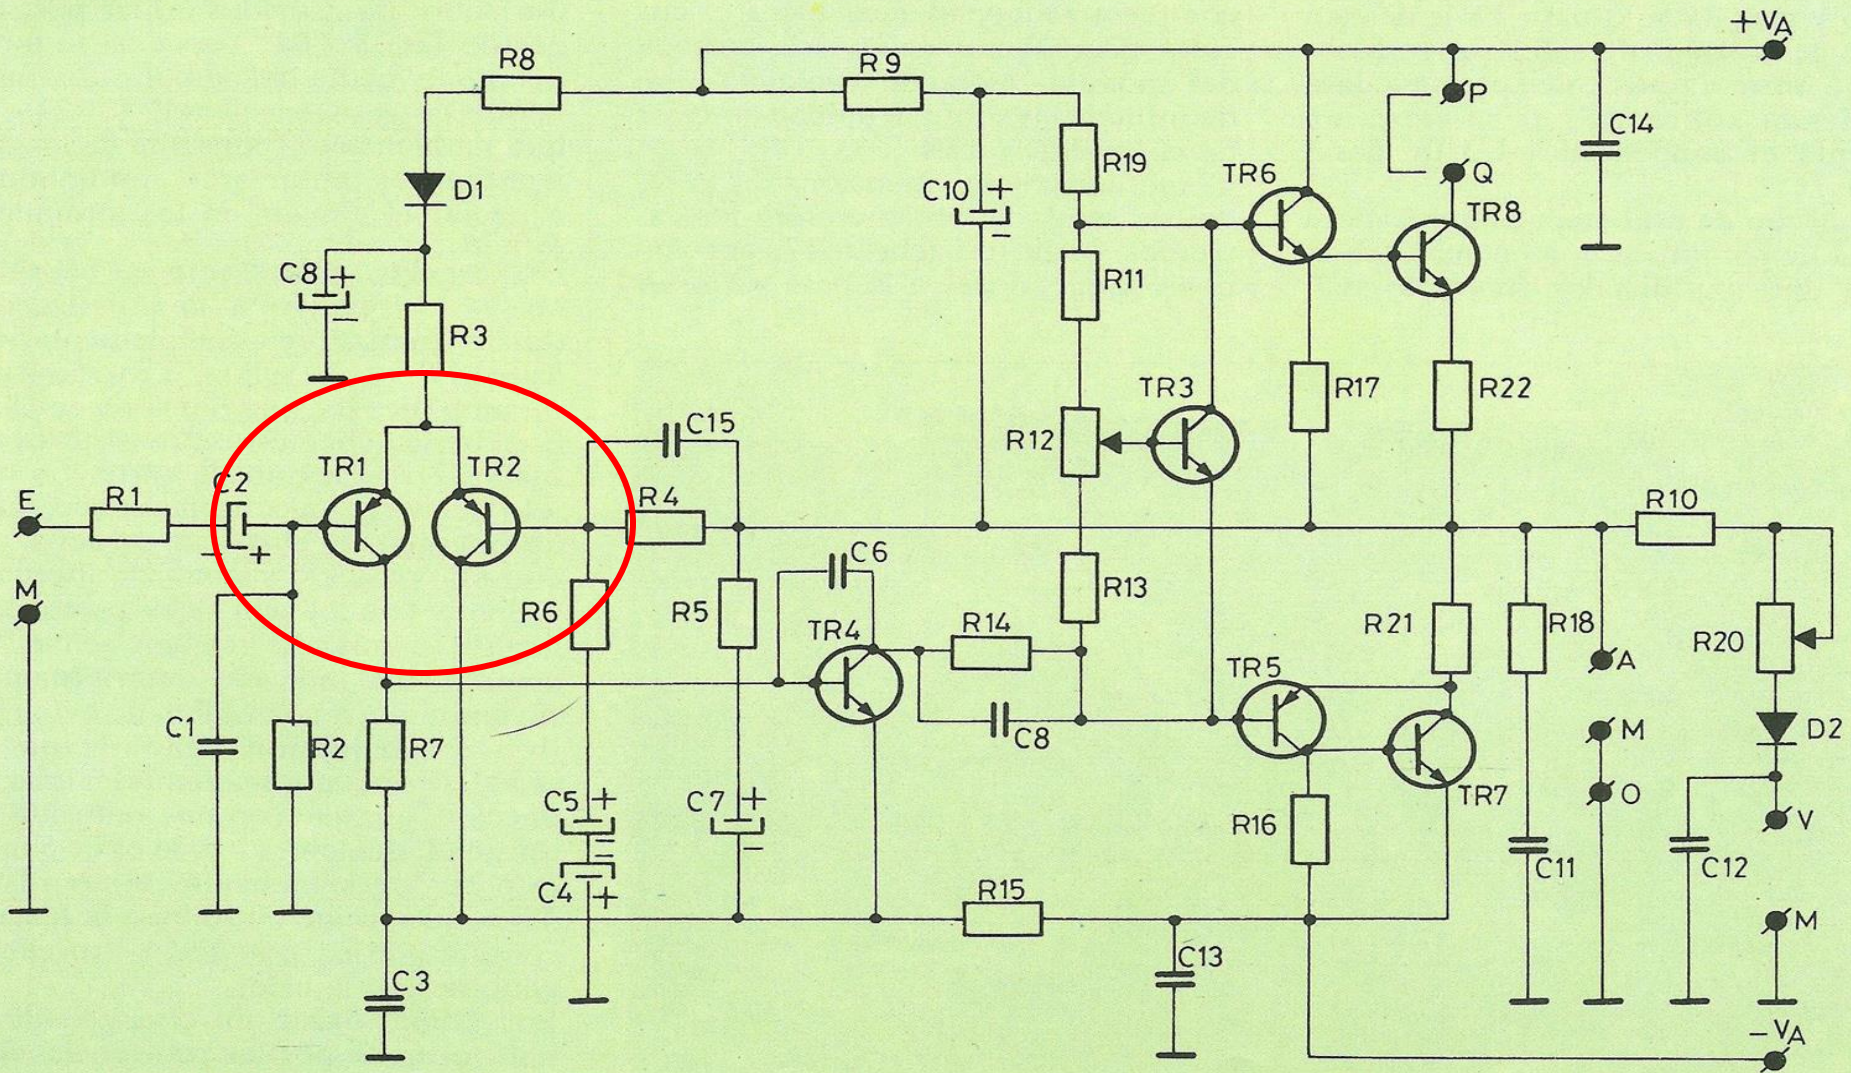 +VA
R8
R9
P
C14
R19
D1
C10
+
TR6
Q
TR8
C8
+
R11
R3
TR3
R17
R22
C15
R12
TR1
TR2
C2
E
R1
R4
R10
+
M
C6
R13
R6
R5
R14
TR4
R21
R18
R20
A
TR5
C1
R2
R7
C8
M
D2
C5
+
C7
+
TR7
O
V
R16
C4
+
C11
C12
R15
M
C3
C13
-VA